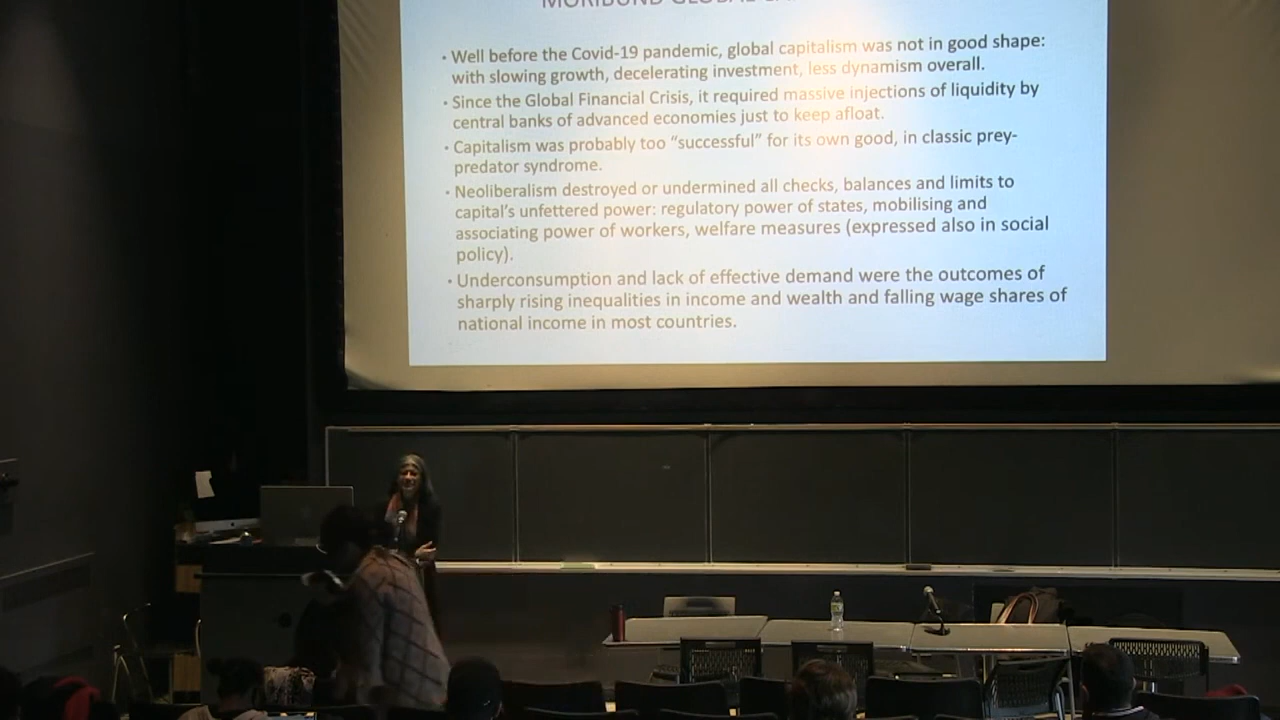 MORIBUND GLOBAL
• Well before the Covid-19 pandemic, global capitalism was not in good shape:
with slowing growth, decelerating investment, less dynamism overall.
• Since the Global Financial Crisis, it required massive injections of liquidity by
central banks of advanced economies just to keep afloat.
• Capitalism was probably too “successful” for its own good, in classic prey-
predator syndrome.
• Neoliberalism destroyed or undermined all checks, balances and limits to
capital’s unfettered power: regulatory power of states, mobilising and
associating power of workers, welfare measures (expressed also in social
policy).
• Underconsumption and lack of effective demand were the outcomes of
sharply rising inequalities in income and wealth and falling wage shares of
national income in most countries.